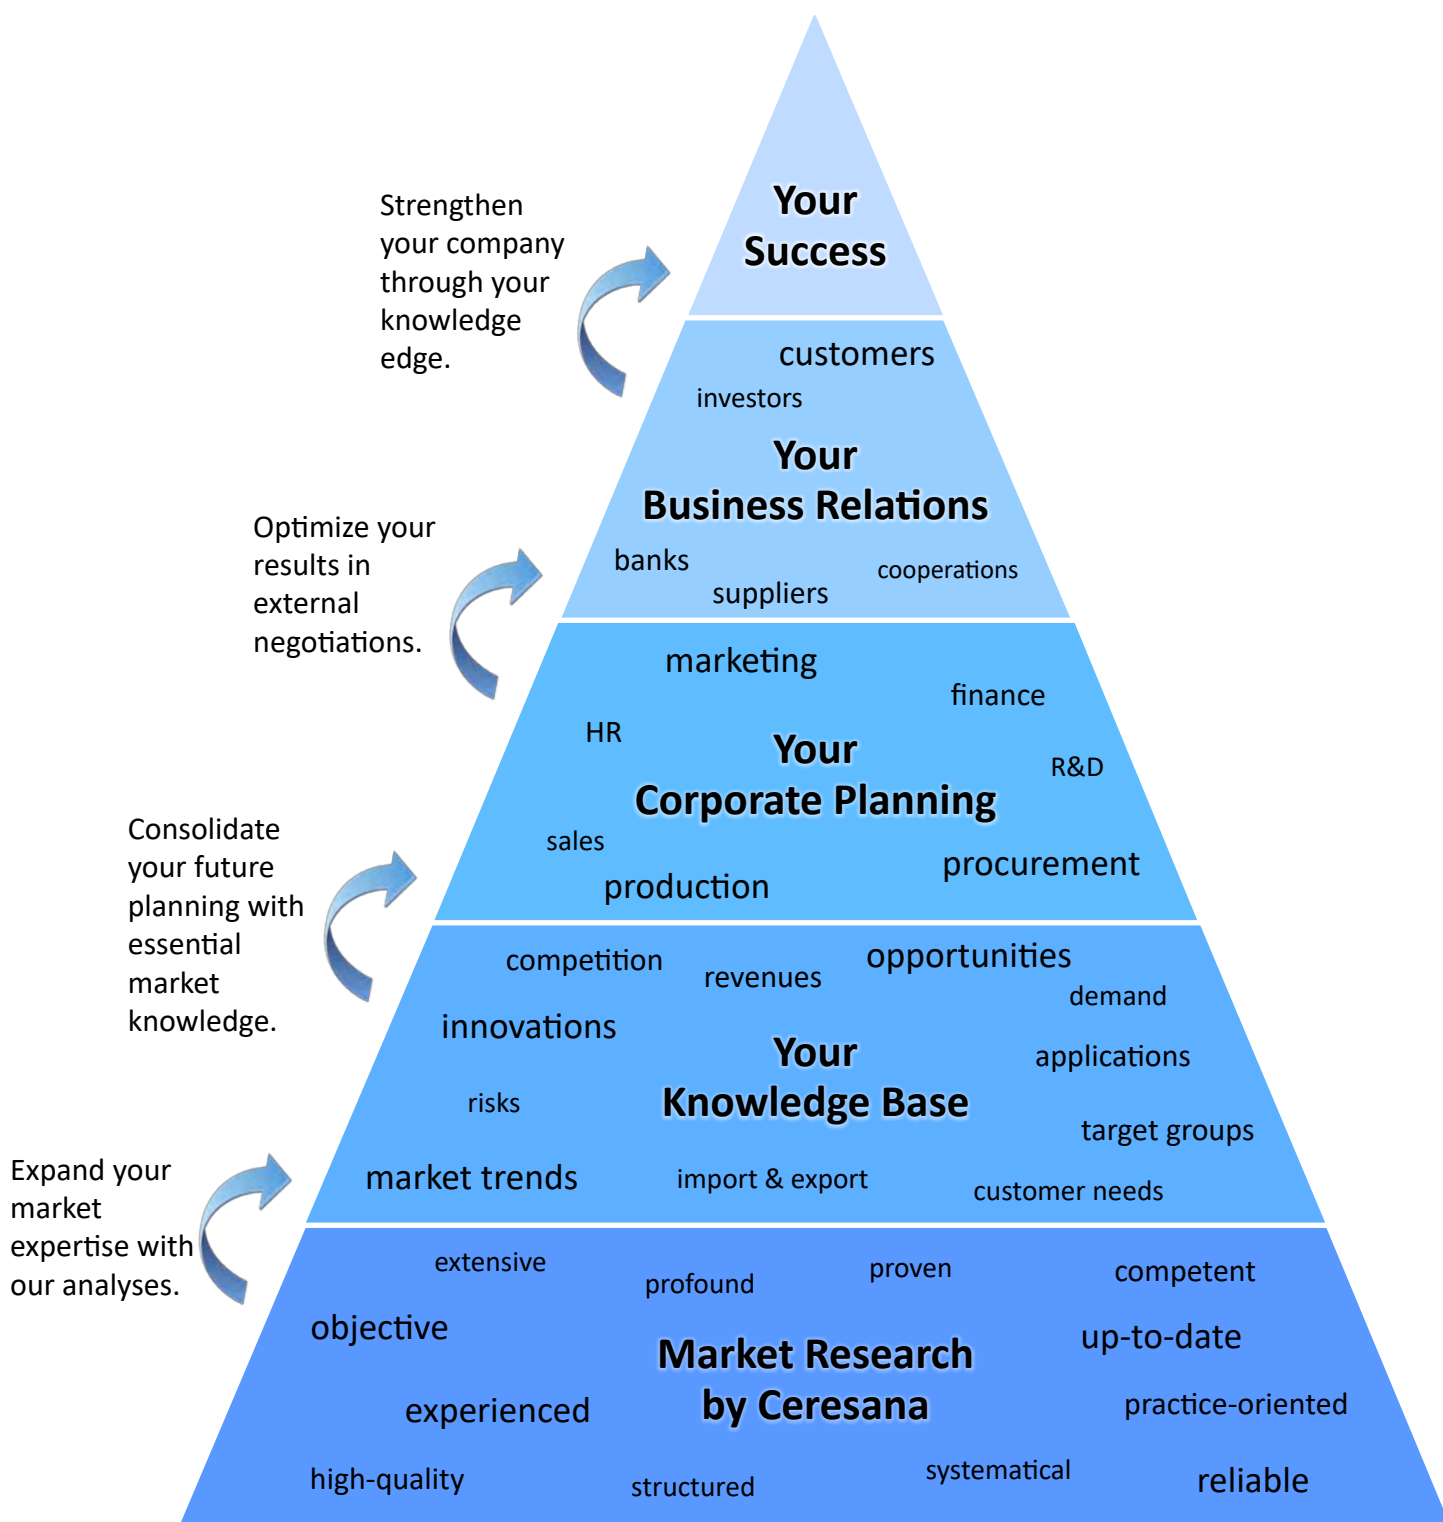 Your
Success
Strengthen
your company
through your
knowledge
edge.
customers
investors
Your
Business Relations
banks
suppliers
cooperations
Optimize your
results in
external
negotiations.
marketing
finance
HR
Your
Corporate Planning
R&D
sales
production
procurement
Consolidate
your future
planning with
essential
market
knowledge.
competition
revenues
opportunities
demand
innovations
Your
Knowledge Base
applications
risks
target groups
market trends
import & export
customer needs
Expand your
market
expertise with
our analyses.
extensive
profound
proven
competent
objective
Market Research
by Ceresana
up-to-date
experienced
practice-oriented
high-quality
structured
systematical
reliable